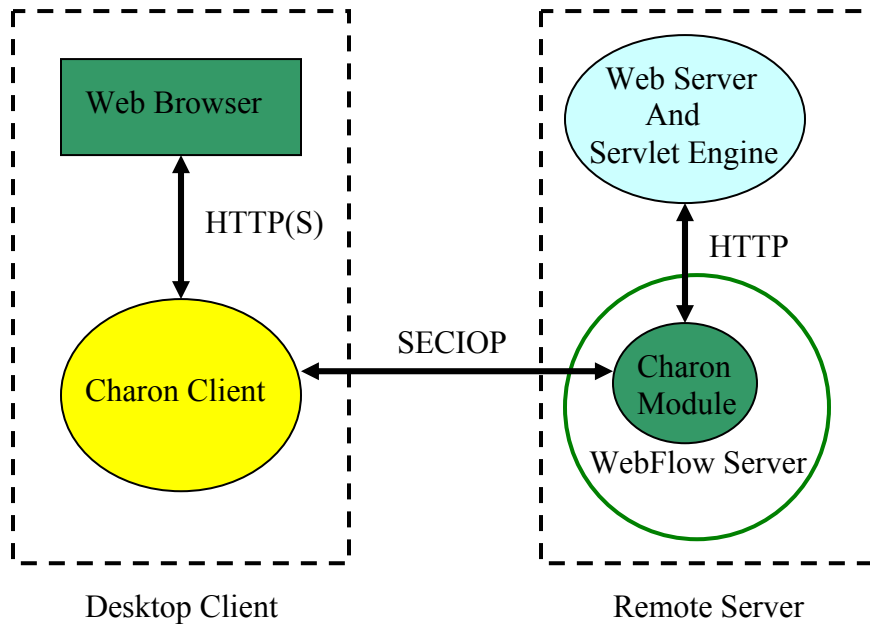 Web Browser
HTTP(S)
Charon Client
Desktop Client
SECIOP
Web Server
And
Servlet Engine
HTTP
Charon
Module
WebFlow Server
Remote Server